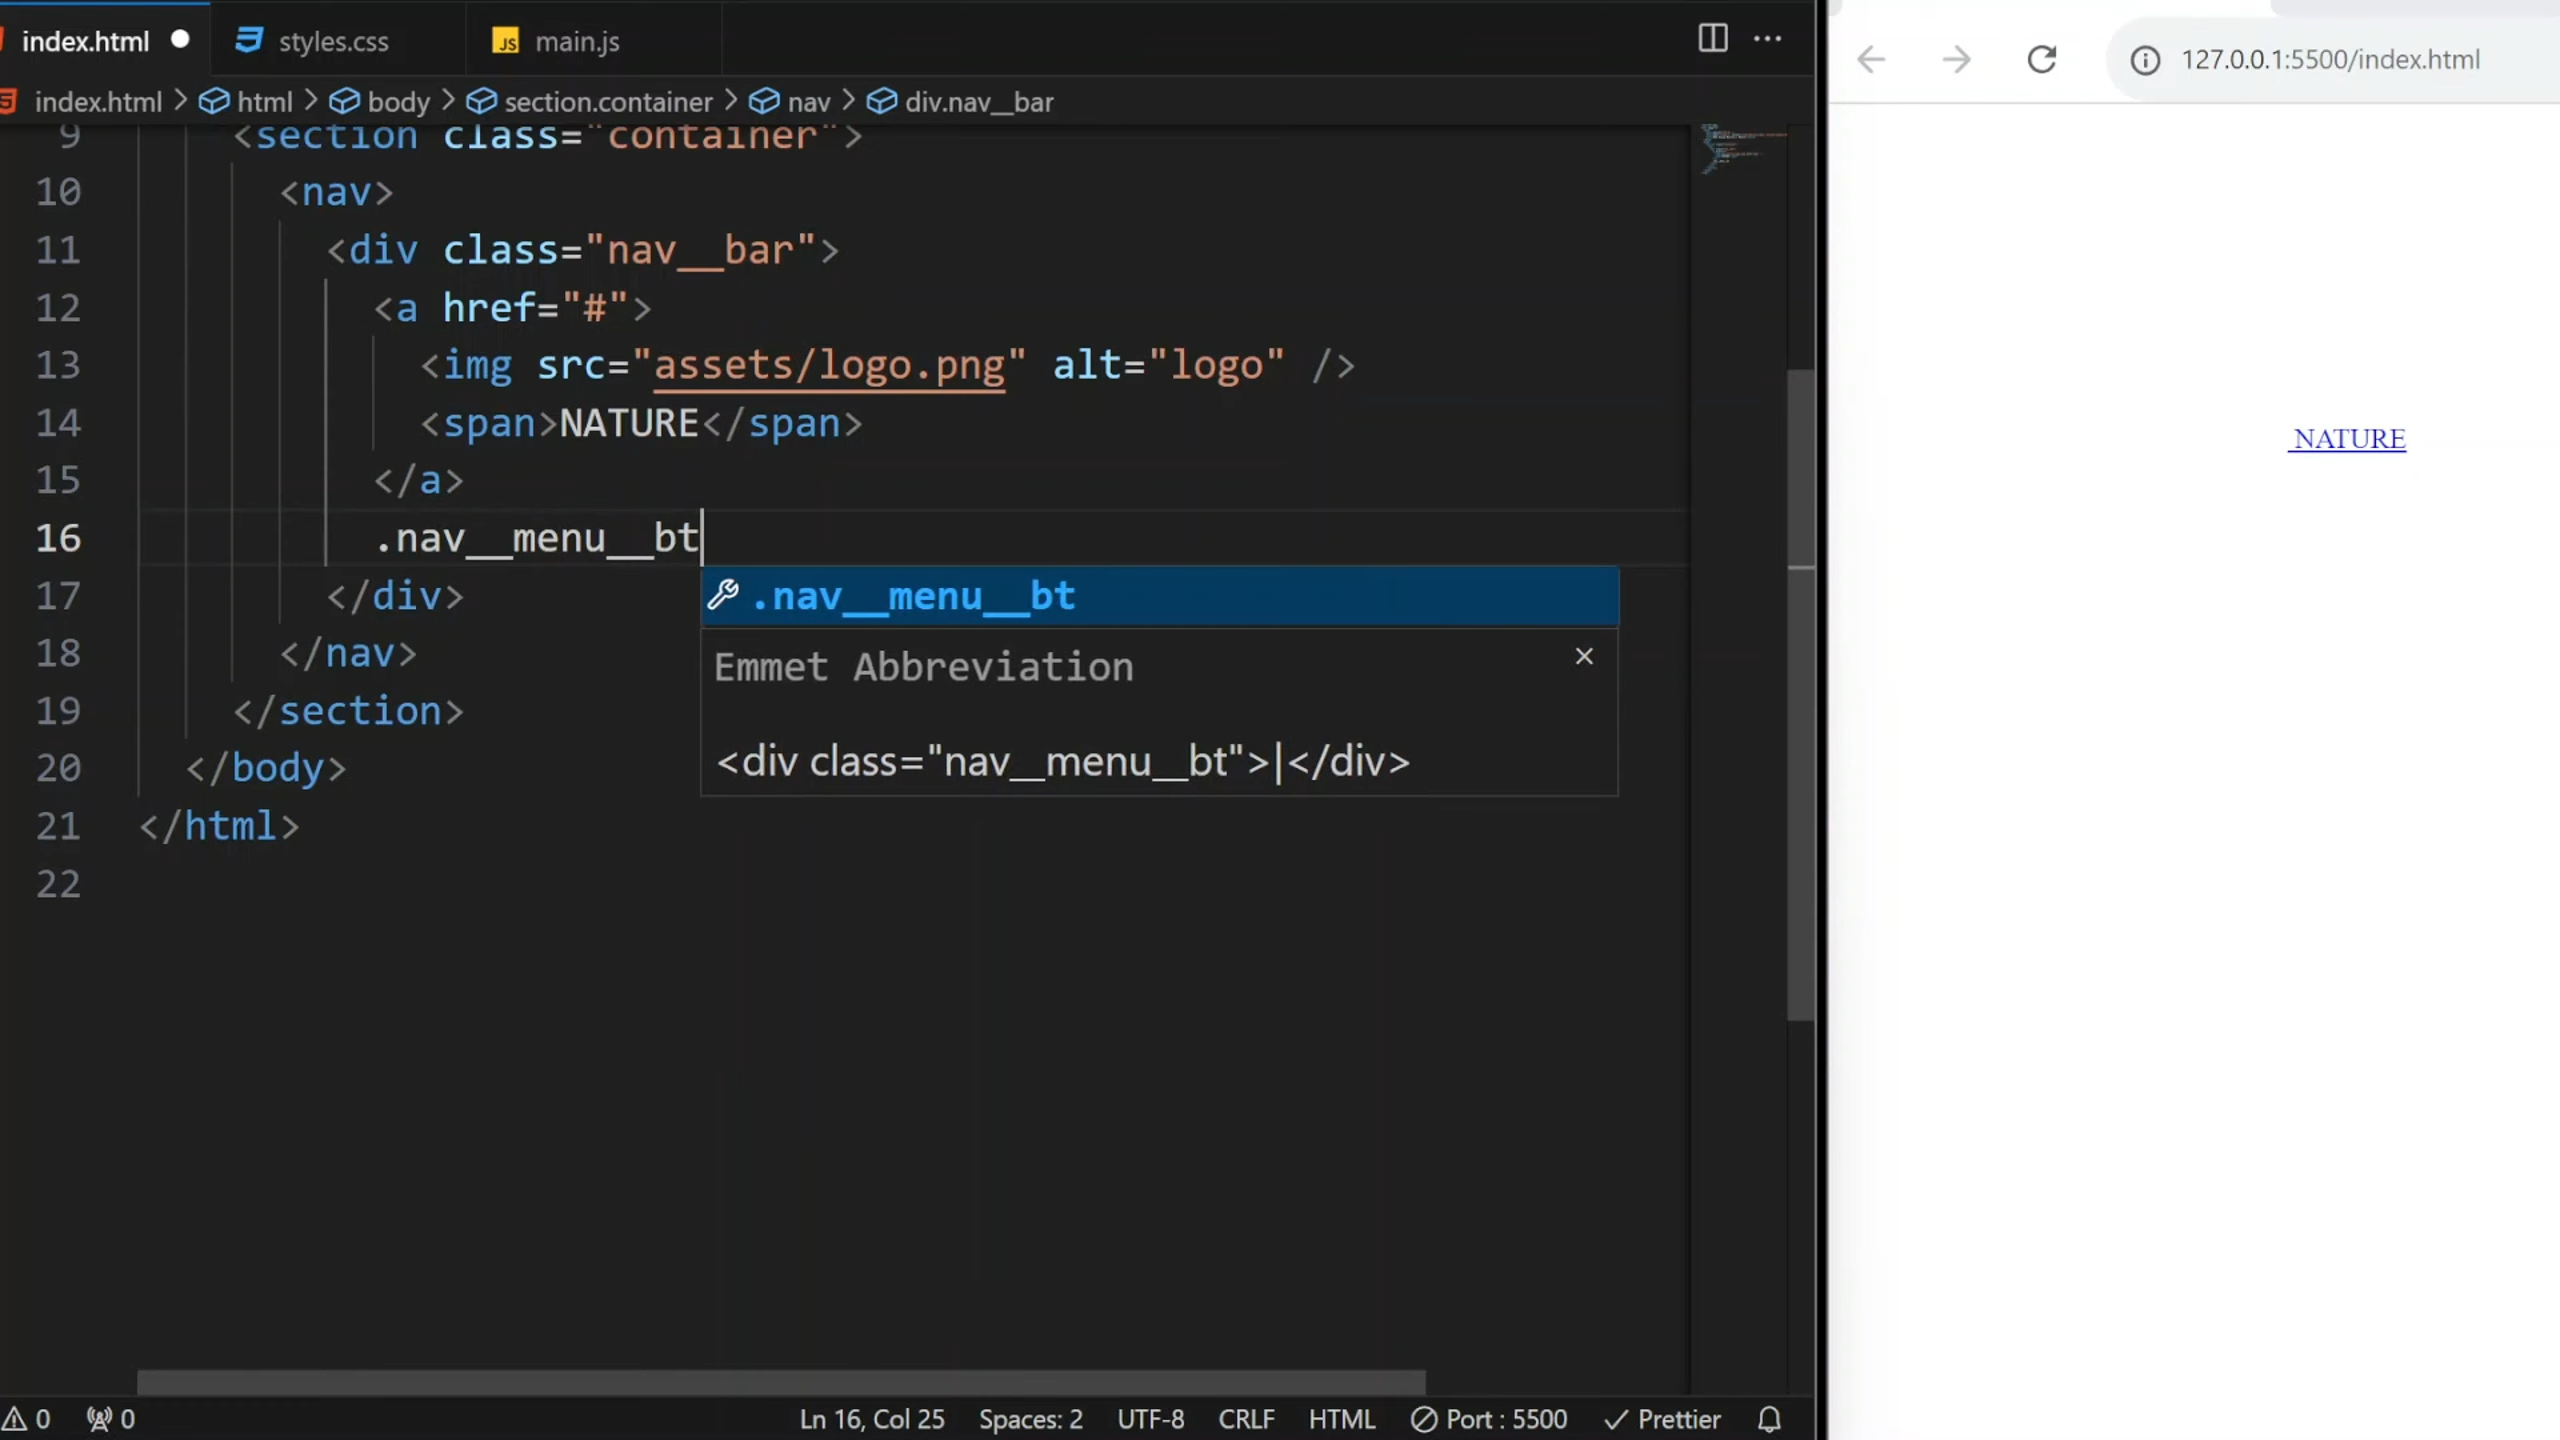 index.html styles.css main.js
index.html > html > body > section.container > nav > div.nav__bar
9 <section class="container">
10 <nav>
11 <div class="nav__bar">
12 <a href="#">
13 <img src="assets/logo.png" alt="logo" />
14 <span>NATURE</span>
15 </a>
16 .nav__menu__bt
.nav__menu__bt
Emmet Abbreviation
<div class="nav__menu__bt">|</div>
17 </div>
18 </nav>
19 </section>
20 </body>
21 </html>
22
0 0 Ln 16, Col 25 Spaces: 2 UTF-8 CRLF HTML Port : 5500 Prettier
127.0.0.1:5500/index.html
NATURE